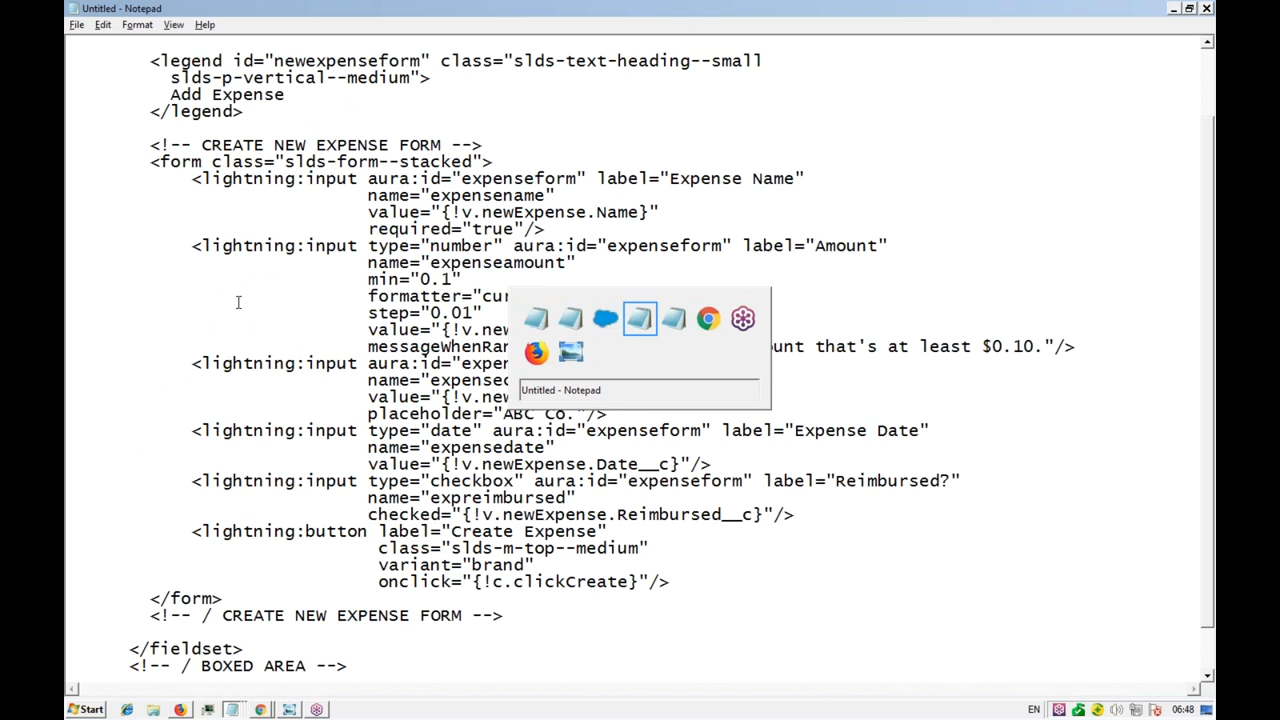 Untitled - Notepad
File Edit Format View Help
<legend id="newexpenseform" class="slds-text-heading--small
slds-p-vertical--medium">
Add Expense
</legend>
<!-- CREATE NEW EXPENSE FORM -->
<form class="slds-form--stacked">
<lightning:input aura:id="expenseform" label="Expense Name"
name="expensename"
value="{!v.newExpense.Name}"
required="true"/>
<lightning:input type="number" aura:id="expenseform" label="Amount"
name="expenseamount"
min="0.1"
formatter="cur
step="0.01"
value="{!v.ne
messageWhenRan
unt that's at least $0.10."/>
<lightning:input aura:id="expen
name="expensec
value="{!v.ne
placeholder="ABC Co."/>
Untitled - Notepad
<lightning:input type="date" aura:id="expenseform" label="Expense Date"
name="expensedate"
value="{!v.newExpense.Date__c}"/>
<lightning:input type="checkbox" aura:id="expenseform" label="Reimbursed?"
name="expreimbursed"
checked="{!v.newExpense.Reimbursed__c}"/>
<lightning:button label="Create Expense"
class="slds-m-top--medium"
variant="brand"
onclick="{!c.clickCreate}"/>
</form>
<!-- / CREATE NEW EXPENSE FORM -->
</fieldset>
<!-- / BOXED AREA -->
Start
EN
06:48